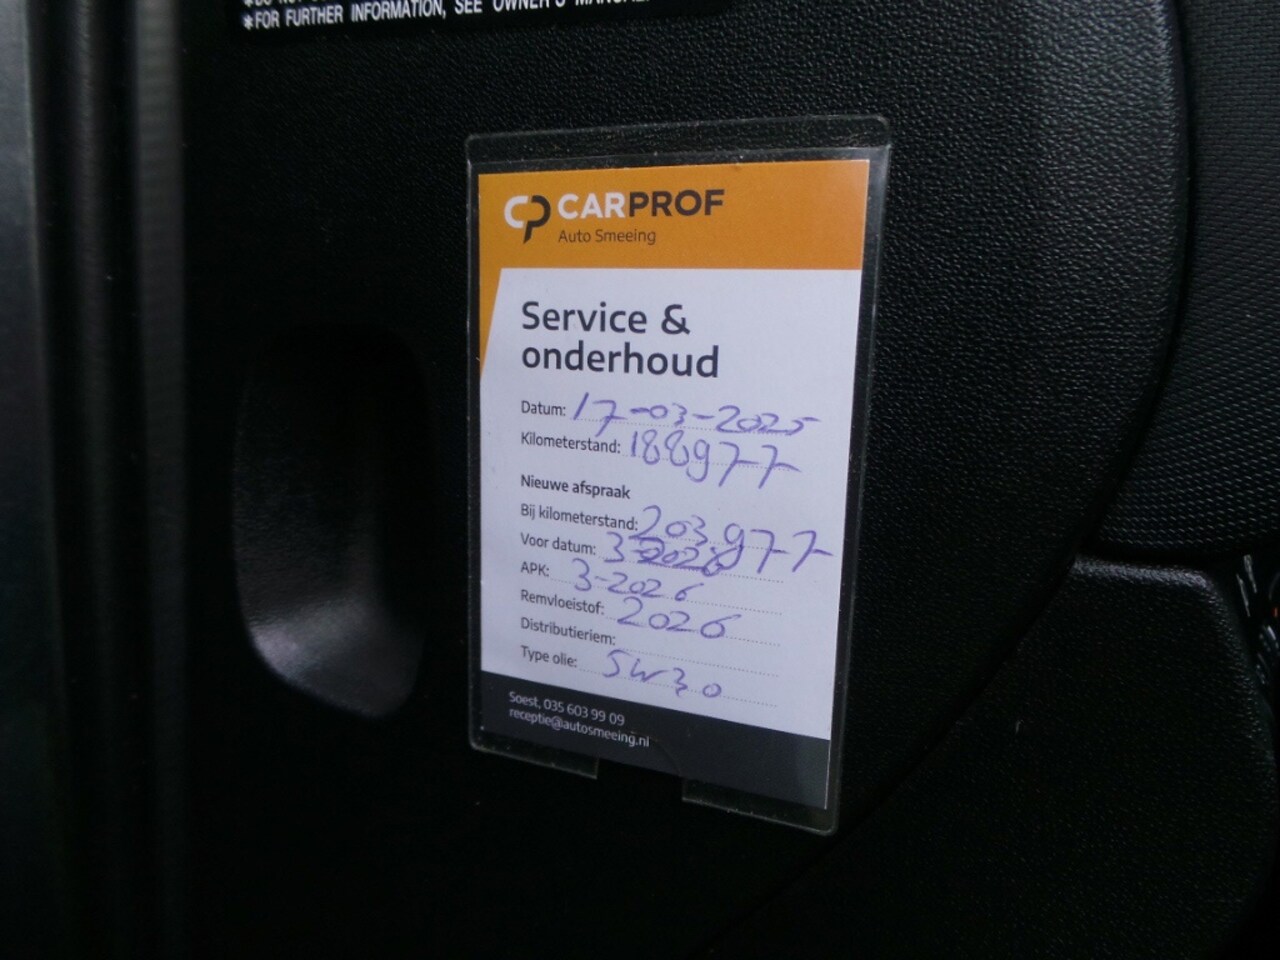 *FOR FURTHER INFORMATION, SEE OWNER'S MANUAL
CP CARPROF
Auto Smeeing
Service &
onderhoud
Datum: 17-03-2025
Kilometerstand: 188977
Nieuwe afspraak
Bij kilometerstand: 203.977
Voor datum: 3-2026
APK: 3-2026
Remvloeistof: 2026
Distributieriem:
Type olie: 5W30
Soest, 035 603 99 09
receptie@autosmeeing.nl